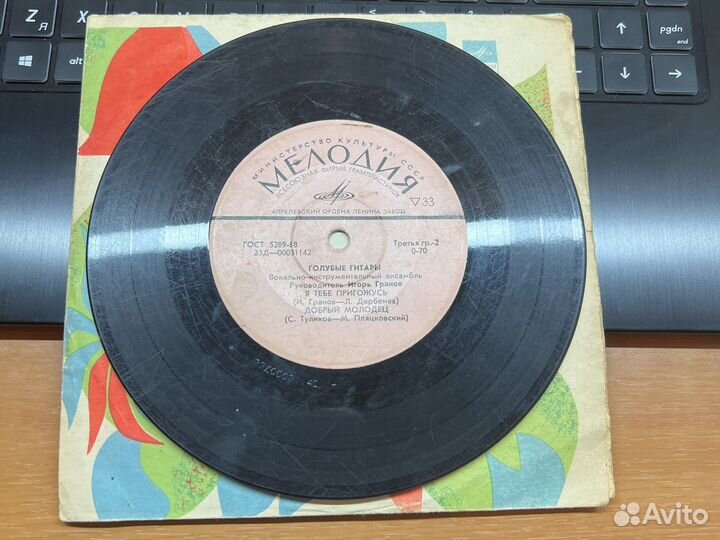 Z Я
alt
pgdn
end
МИНИСТЕРСТВО КУЛЬТУРЫ СССР
МЕЛОДИЯ
ВСЕСОЮЗНАЯ ФИРМА ГРАМПЛАСТИНОК
▽33
АПРЕЛЕВСКИЙ ОРДЕНА ЛЕНИНА ЗАВОД
ГОСТ 5289-68
33Д—00031142
Третья гр.-2
0-70
ГОЛУБЫЕ ГИТАРЫ
Вокально-инструментальный ансамбль
Руководитель Игорь Гранов
Я ТЕБЕ ПРИГОЖУСЬ
(И. Гранов—Л. Дербенев)
ДОБРЫЙ МОЛОДЕЦ
(С. Туликов—М. Пляцковский)
Avito